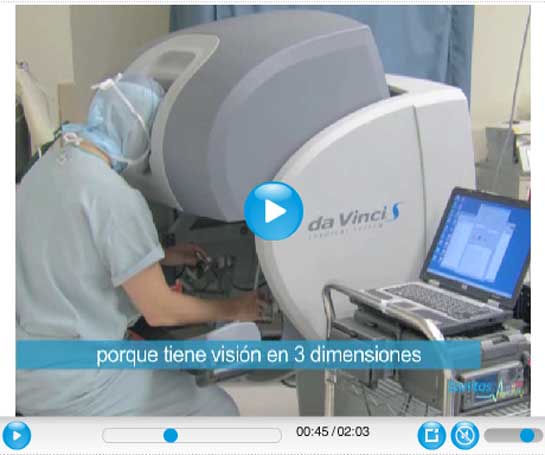 da Vinci S
surgical system
porque tiene visión en 3 dimensiones
00:45 / 02:03